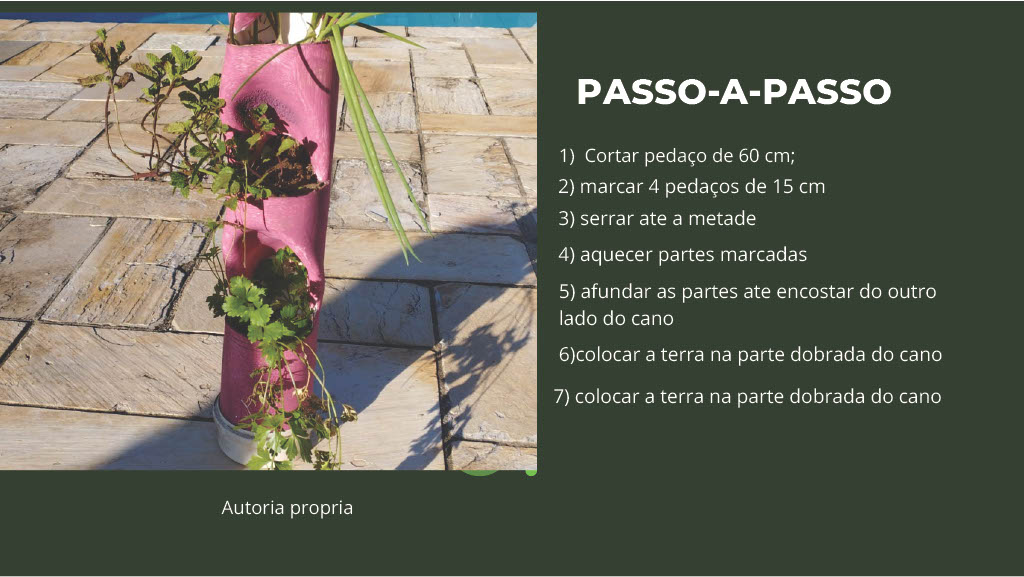 PASSO-A-PASSO
1) Cortar pedaço de 60 cm;
2) marcar 4 pedaços de 15 cm
3) serrar ate a metade
4) aquecer partes marcadas
5) afundar as partes ate encostar do outro
lado do cano
6)colocar a terra na parte dobrada do cano
7) colocar a terra na parte dobrada do cano
Autoria propria